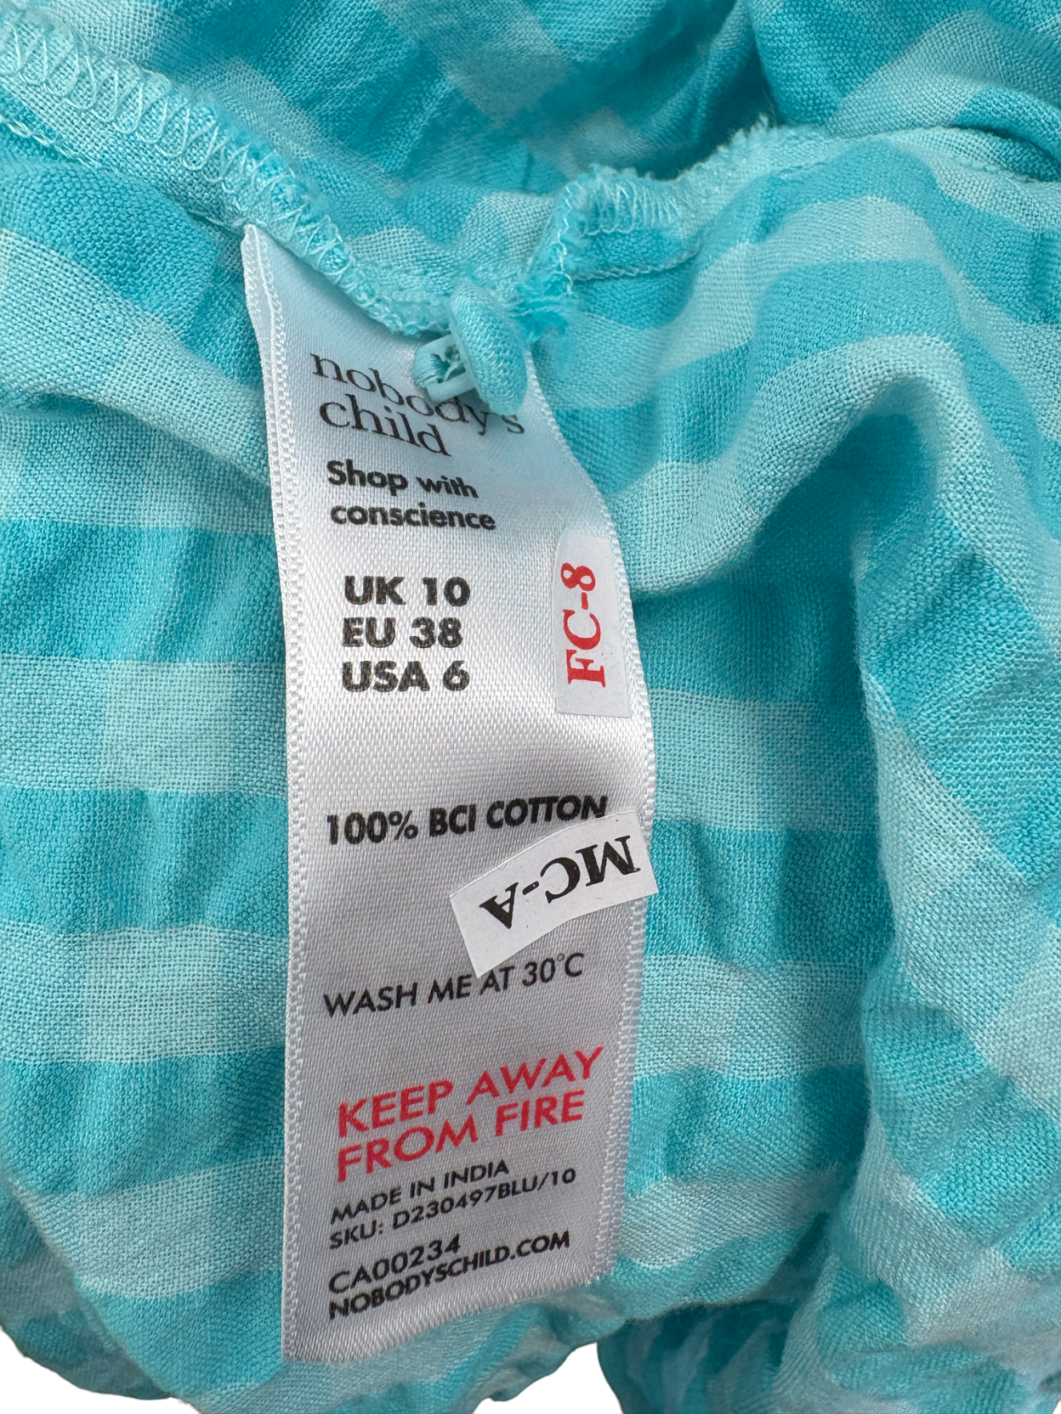 nobody's
child
Shop with
conscience
UK 10
EU 38
USA 6
FC-8
100% BCI COTTON
MC-A
WASH ME AT 30°C
KEEP AWAY
FROM FIRE
MADE IN INDIA
SKU: D230497BLU/10
CA00234
NOBODYSCHILD.COM